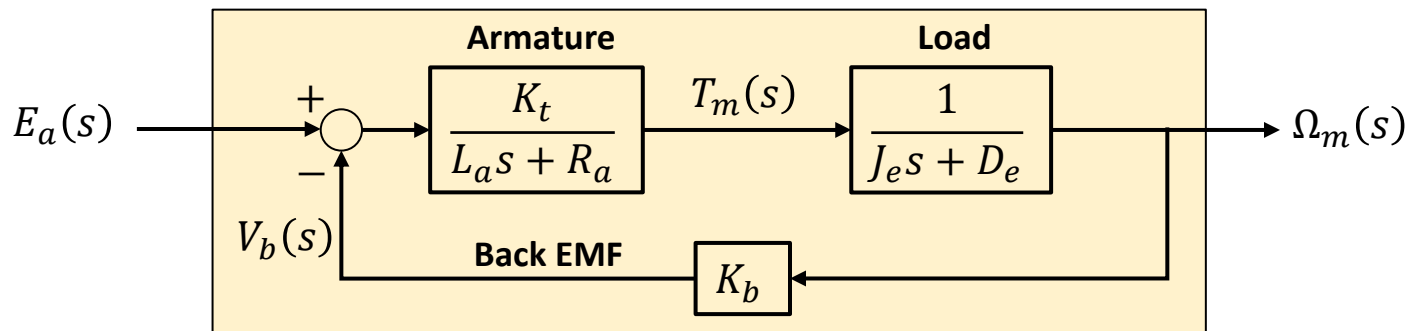 Armature
Load
E_a(s)
+
−
K_t
L_a s + R_a
T_m(s)
1
J_e s + D_e
Ω_m(s)
V_b(s)
Back EMF
K_b